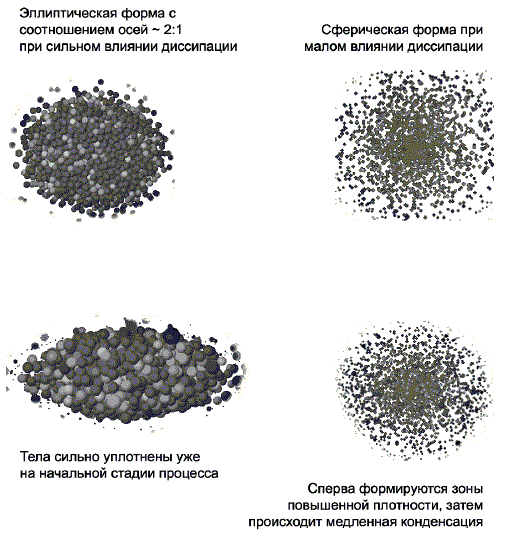 Эллиптическая форма с
соотношением осей ~ 2:1
при сильном влиянии диссипации
Сферическая форма при
малом влиянии диссипации
Тела сильно уплотнены уже
на начальной стадии процесса
Сперва формируются зоны
повышенной плотности, затем
происходит медленная конденсация